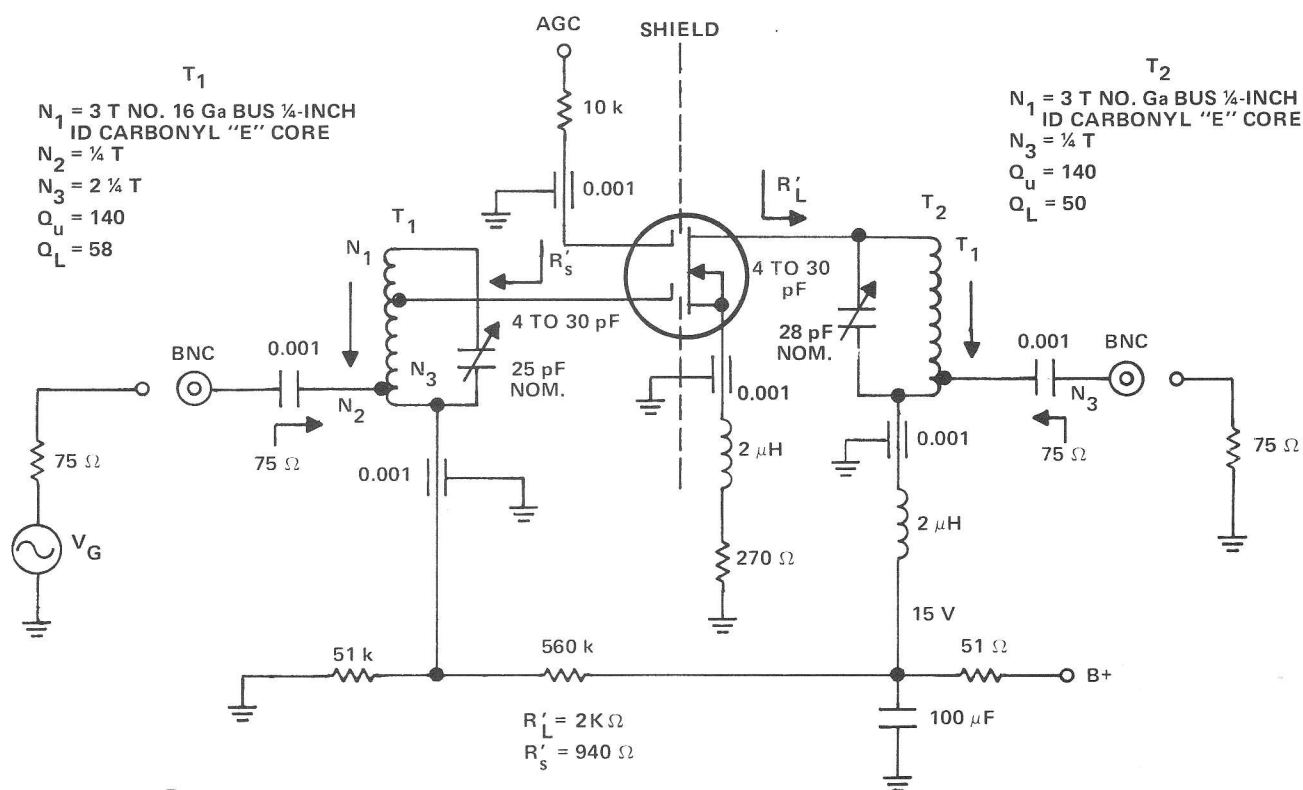 AGC
SHIELD
T1
N1 = 3 T NO. 16 Ga BUS ¼-INCH
ID CARBONYL "E" CORE
N2 = ¼ T
N3 = 2 ¼ T
Qu = 140
QL = 58
T2
N1 = 3 T NO. Ga BUS ¼-INCH
ID CARBONYL "E" CORE
N3 = ¼ T
Qu = 140
QL = 50
10 k
0.001
R'L
T1
T2
N1
R's
4 TO 30
pF
T1
4 TO 30 pF
28 pF
NOM.
BNC
0.001
N3
25 pF
NOM.
0.001
BNC
N2
0.001
N3
75 Ω
75 Ω
0.001
2 μH
0.001
75 Ω
75 Ω
VG
2 μH
270 Ω
15 V
51 k
560 k
51 Ω
B+
R'L = 2K Ω
R's = 940 Ω
100 μF